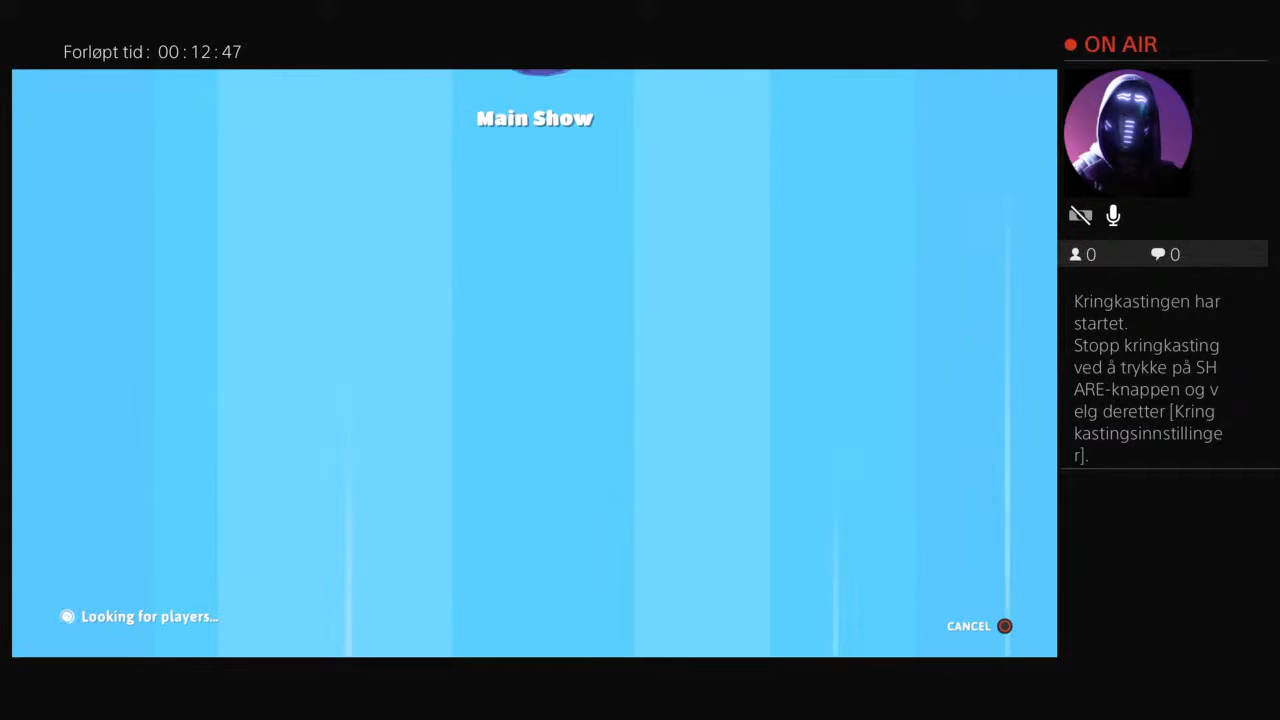 Forløpt tid: 00:12:47
ON AIR
Main Show
0 0
Kringkastingen har
startet.
Stopp kringkasting
ved å trykke på SH
ARE-knappen og v
elg deretter [Kring
kastingsinnstillinge
r].
Looking for players...
CANCEL